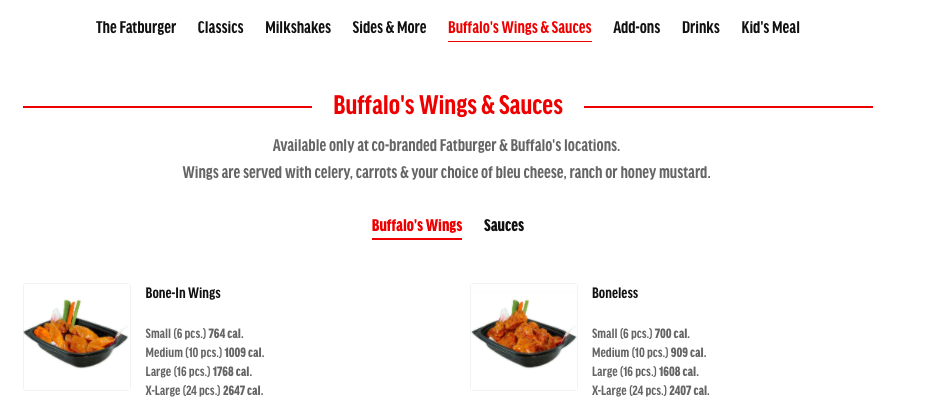 The Fatburger Classics Milkshakes Sides & More Buffalo's Wings & Sauces Add-ons Drinks Kid's Meal
Buffalo's Wings & Sauces
Available only at co-branded Fatburger & Buffalo's locations.
Wings are served with celery, carrots & your choice of bleu cheese, ranch or honey mustard.
Buffalo's Wings Sauces
Bone-In Wings
Small (6 pcs.) 764 cal.
Medium (10 pcs.) 1009 cal.
Large (16 pcs.) 1768 cal.
X-Large (24 pcs.) 2647 cal.
Boneless
Small (6 pcs.) 700 cal.
Medium (10 pcs.) 909 cal.
Large (16 pcs.) 1608 cal.
X-Large (24 pcs.) 2407 cal.